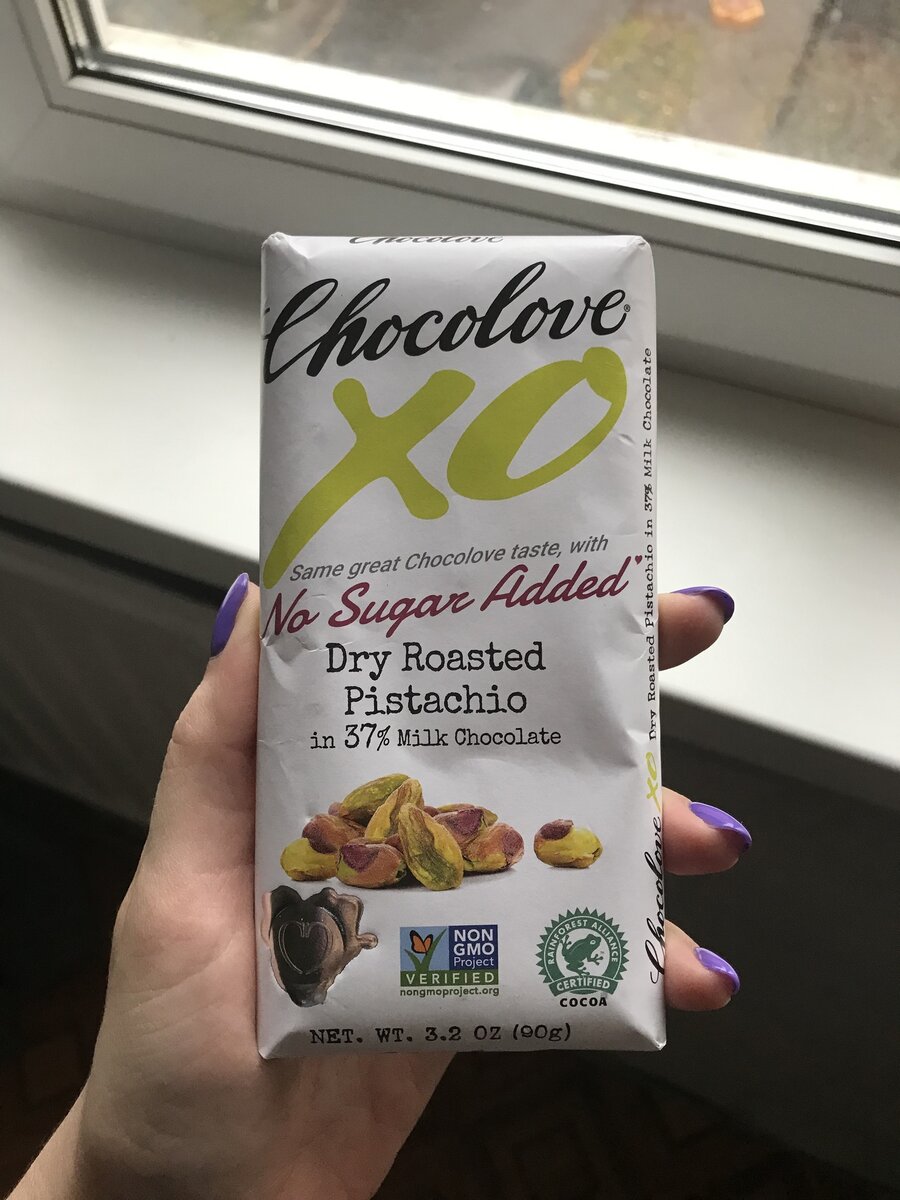 Chocolove
Chocolove®
XO
Same great Chocolove taste, with
No Sugar Added♥
Dry Roasted
Pistachio
in 37% Milk Chocolate
NON
GMO
Project
VERIFIED
nongmoproject.org
RAINFOREST ALLIANCE
CERTIFIED
COCOA
NET. WT. 3.2 OZ (90g)
Chocolove XO Dry Roasted Pistachio in 37% Milk Chocolate